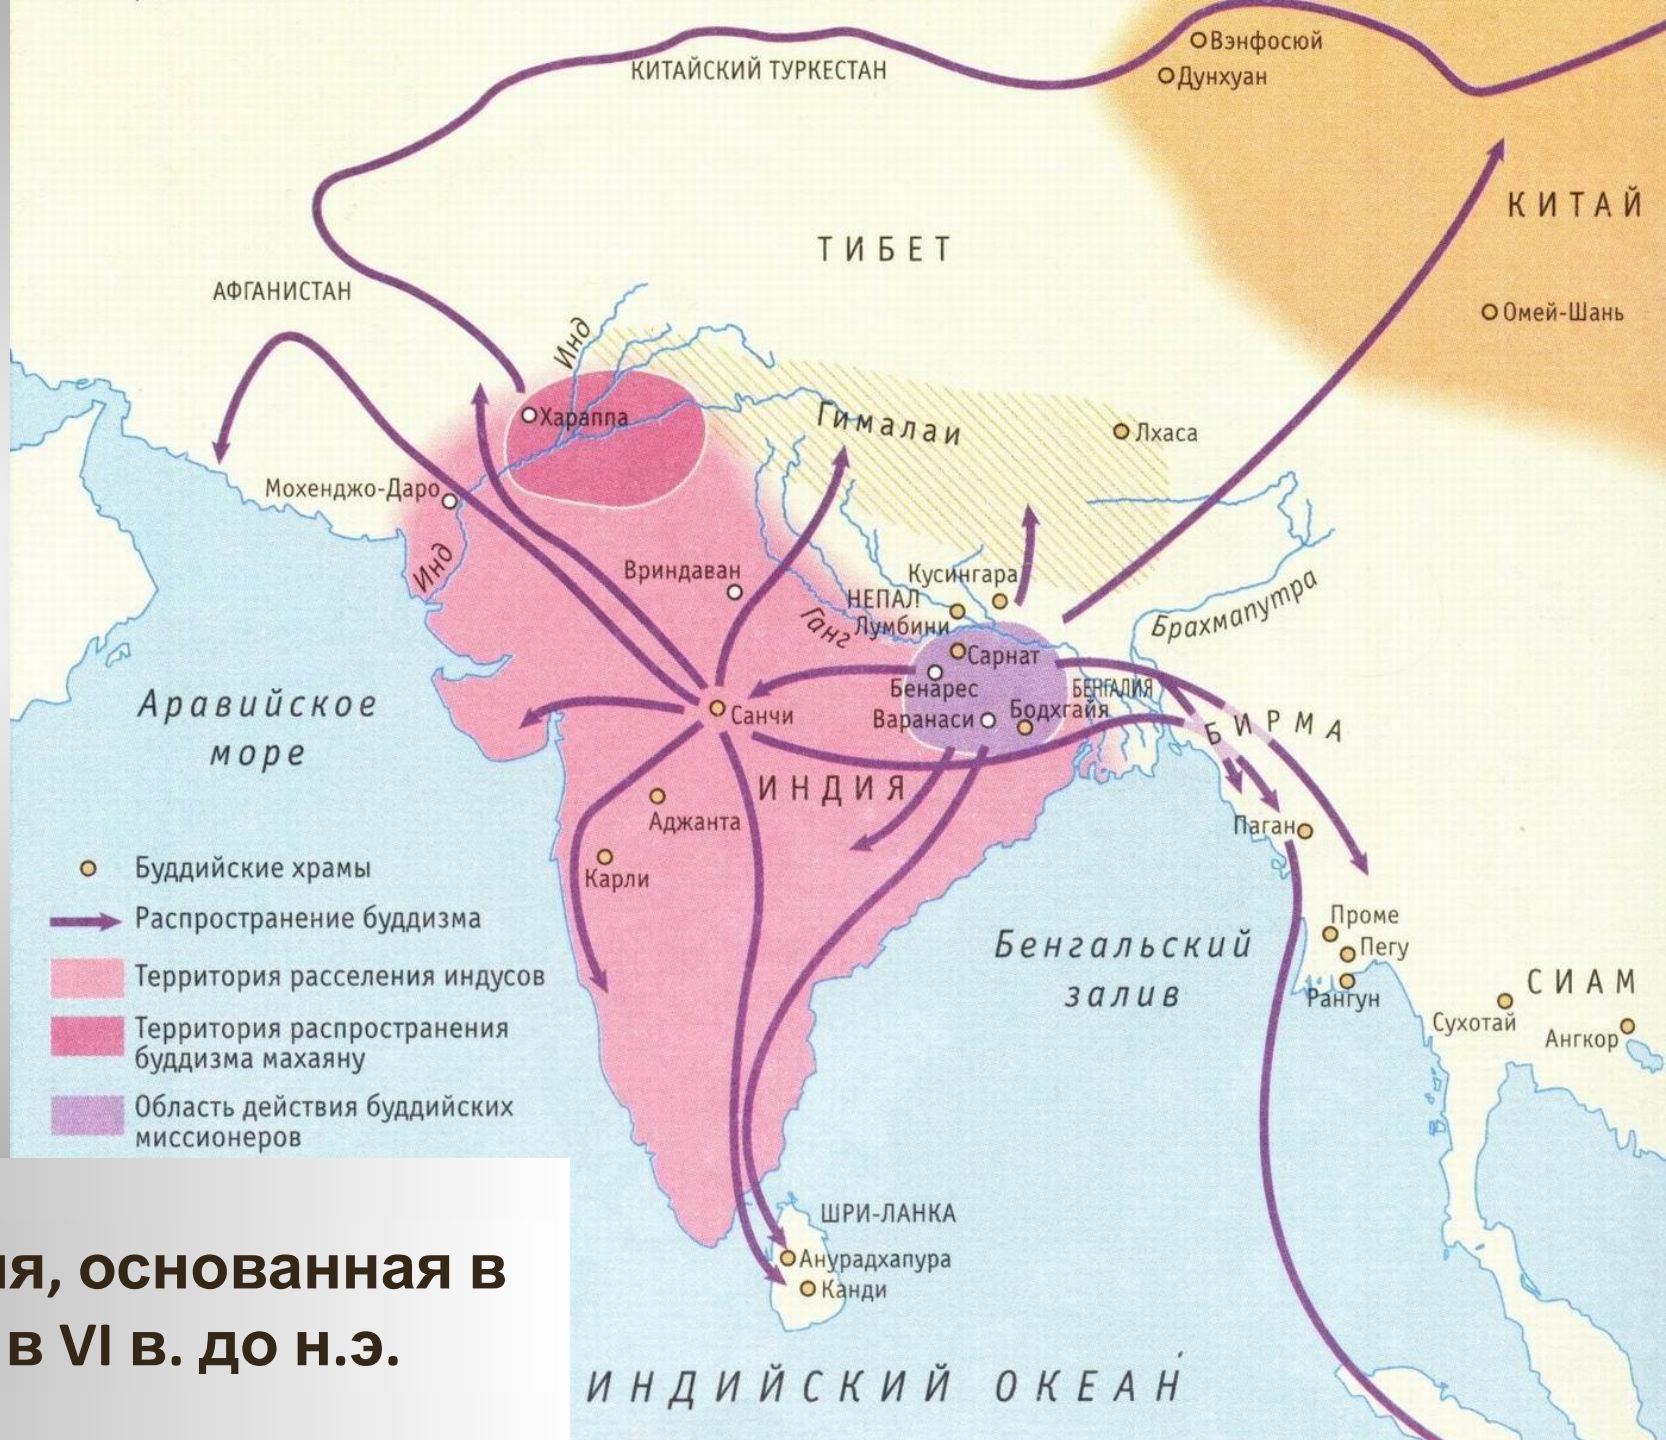 Вэнфосюй
Дунхуан
КИТАЙСКИЙ ТУРКЕСТАН
КИТАЙ
ТИБЕТ
АФГАНИСТАН
Омей-Шань
Инд
Хараппа
Гималаи
Лхаса
Мохенджо-Даро
Инд
Вриндаван
Кусингара
НЕПАЛ
Лумбини
Ганг
Брахмапутра
Сарнат
Бенарес
БЕНГАЛИЯ
Варанаси
Бодхгайя
Санчи
БИРМА
Аравийское
море
ИНДИЯ
Аджанта
Паган
Карли
Буддийские храмы
Распространение буддизма
Территория расселения индусов
Территория распространения
буддизма махаяну
Область действия буддийских
миссионеров
Бенгальский
залив
Проме
Пегу
Рангун
СИАМ
Сухотай
Ангкор
ШРИ-ЛАНКА
Анурадхапура
Канди
ИНДИЙСКИЙ ОКЕАН
ия, основанная в
в VI в. до н.э.